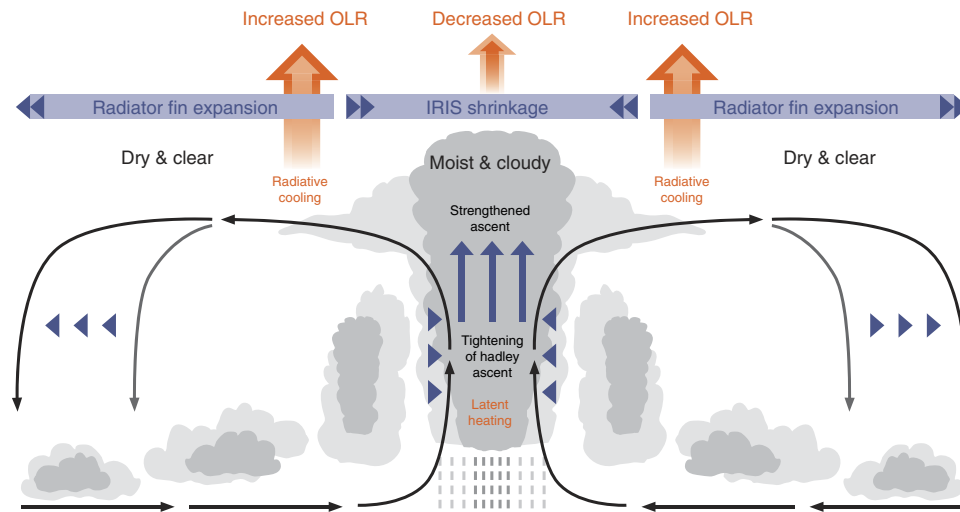 Increased OLR
Decreased OLR
Increased OLR
Radiator fin expansion
IRIS shrinkage
Radiator fin expansion
Dry & clear
Moist & cloudy
Dry & clear
Radiative
cooling
Radiative
cooling
Strengthened
ascent
Tightening
of hadley
ascent
Latent
heating